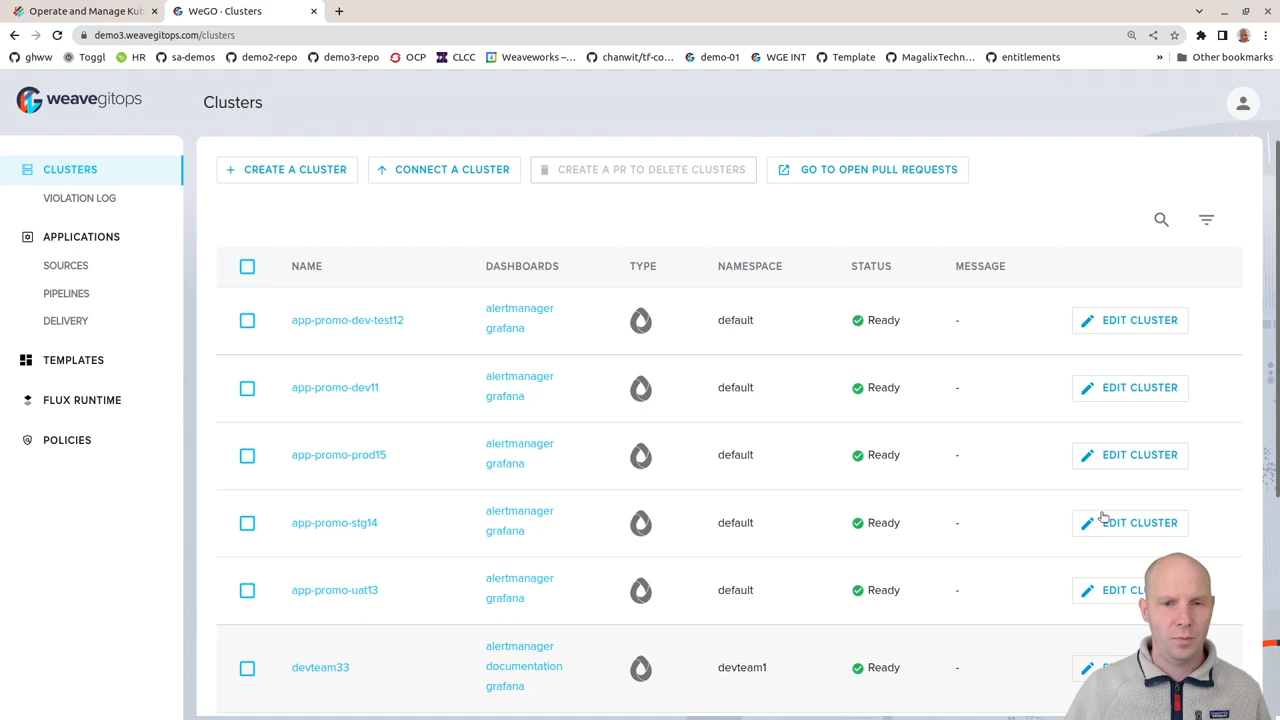 Operate and Manage Kub
WeGO · Clusters
demo3.weavegitops.com/clusters
ghww
Toggl
HR
sa-demos
demo2-repo
demo3-repo
OCP
CLCC
Weaveworks –...
chanwit/tf-co...
demo-01
WGE INT
Template
MagalixTechn...
entitlements
»
Other bookmarks
weavegitops
Clusters
CLUSTERS
VIOLATION LOG
APPLICATIONS
SOURCES
PIPELINES
DELIVERY
TEMPLATES
FLUX RUNTIME
POLICIES
CREATE A CLUSTER
CONNECT A CLUSTER
CREATE A PR TO DELETE CLUSTERS
GO TO OPEN PULL REQUESTS
NAME DASHBOARDS TYPE NAMESPACE STATUS MESSAGE
alertmanager
app-promo-dev-test12 default Ready - EDIT CLUSTER
grafana
alertmanager
app-promo-dev11 default Ready - EDIT CLUSTER
grafana
alertmanager
app-promo-prod15 default Ready - EDIT CLUSTER
grafana
alertmanager
app-promo-stg14 default Ready - EDIT CLUSTER
grafana
alertmanager
app-promo-uat13 default Ready - EDIT CLU
grafana
alertmanager
devteam33 documentation devteam1 Ready -
grafana